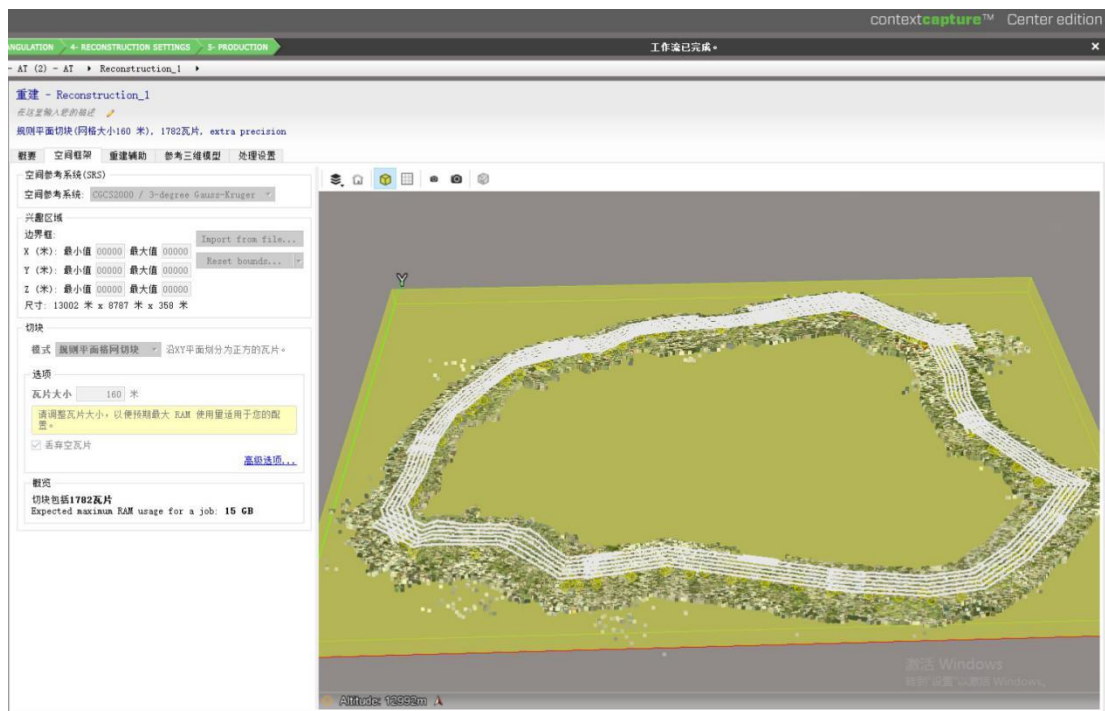 contextcapture™ Center edition
ANGULATION 4- RECONSTRUCTION SETTINGS 5- PRODUCTION 工作流已完成。 ×
- AT (2) - AT Reconstruction_1
重建 - Reconstruction_1
在这里输入您的描述
规则平面切块(网格大小160 米), 1782瓦片, extra precision
概要 空间框架 重建辅助 参考三维模型 处理设置
空间参考系统(SRS)
空间参考系统: CGCS2000 / 3-degree Gauss-Kruger
兴趣区域
边界框:
Import from file...
X (米): 最小值 00000 最大值 00000
Reset bounds...
Y (米): 最小值 00000 最大值 00000
Z (米): 最小值 00000 最大值 00000
尺寸: 13002 米 x 8787 米 x 358 米
切块
模式 规则平面格网切块 沿XY平面划分为正方的瓦片。
选项
瓦片大小 160 米
请调整瓦片大小，以便预期最大 RAM 使用量适用于您的配
置。
丢弃空瓦片
高级选项...
概览
切块包括1782瓦片
Expected maximum RAM usage for a job: 15 GB
Y
激活 Windows
转到"设置"以激活 Windows。
Altitude: 12992m